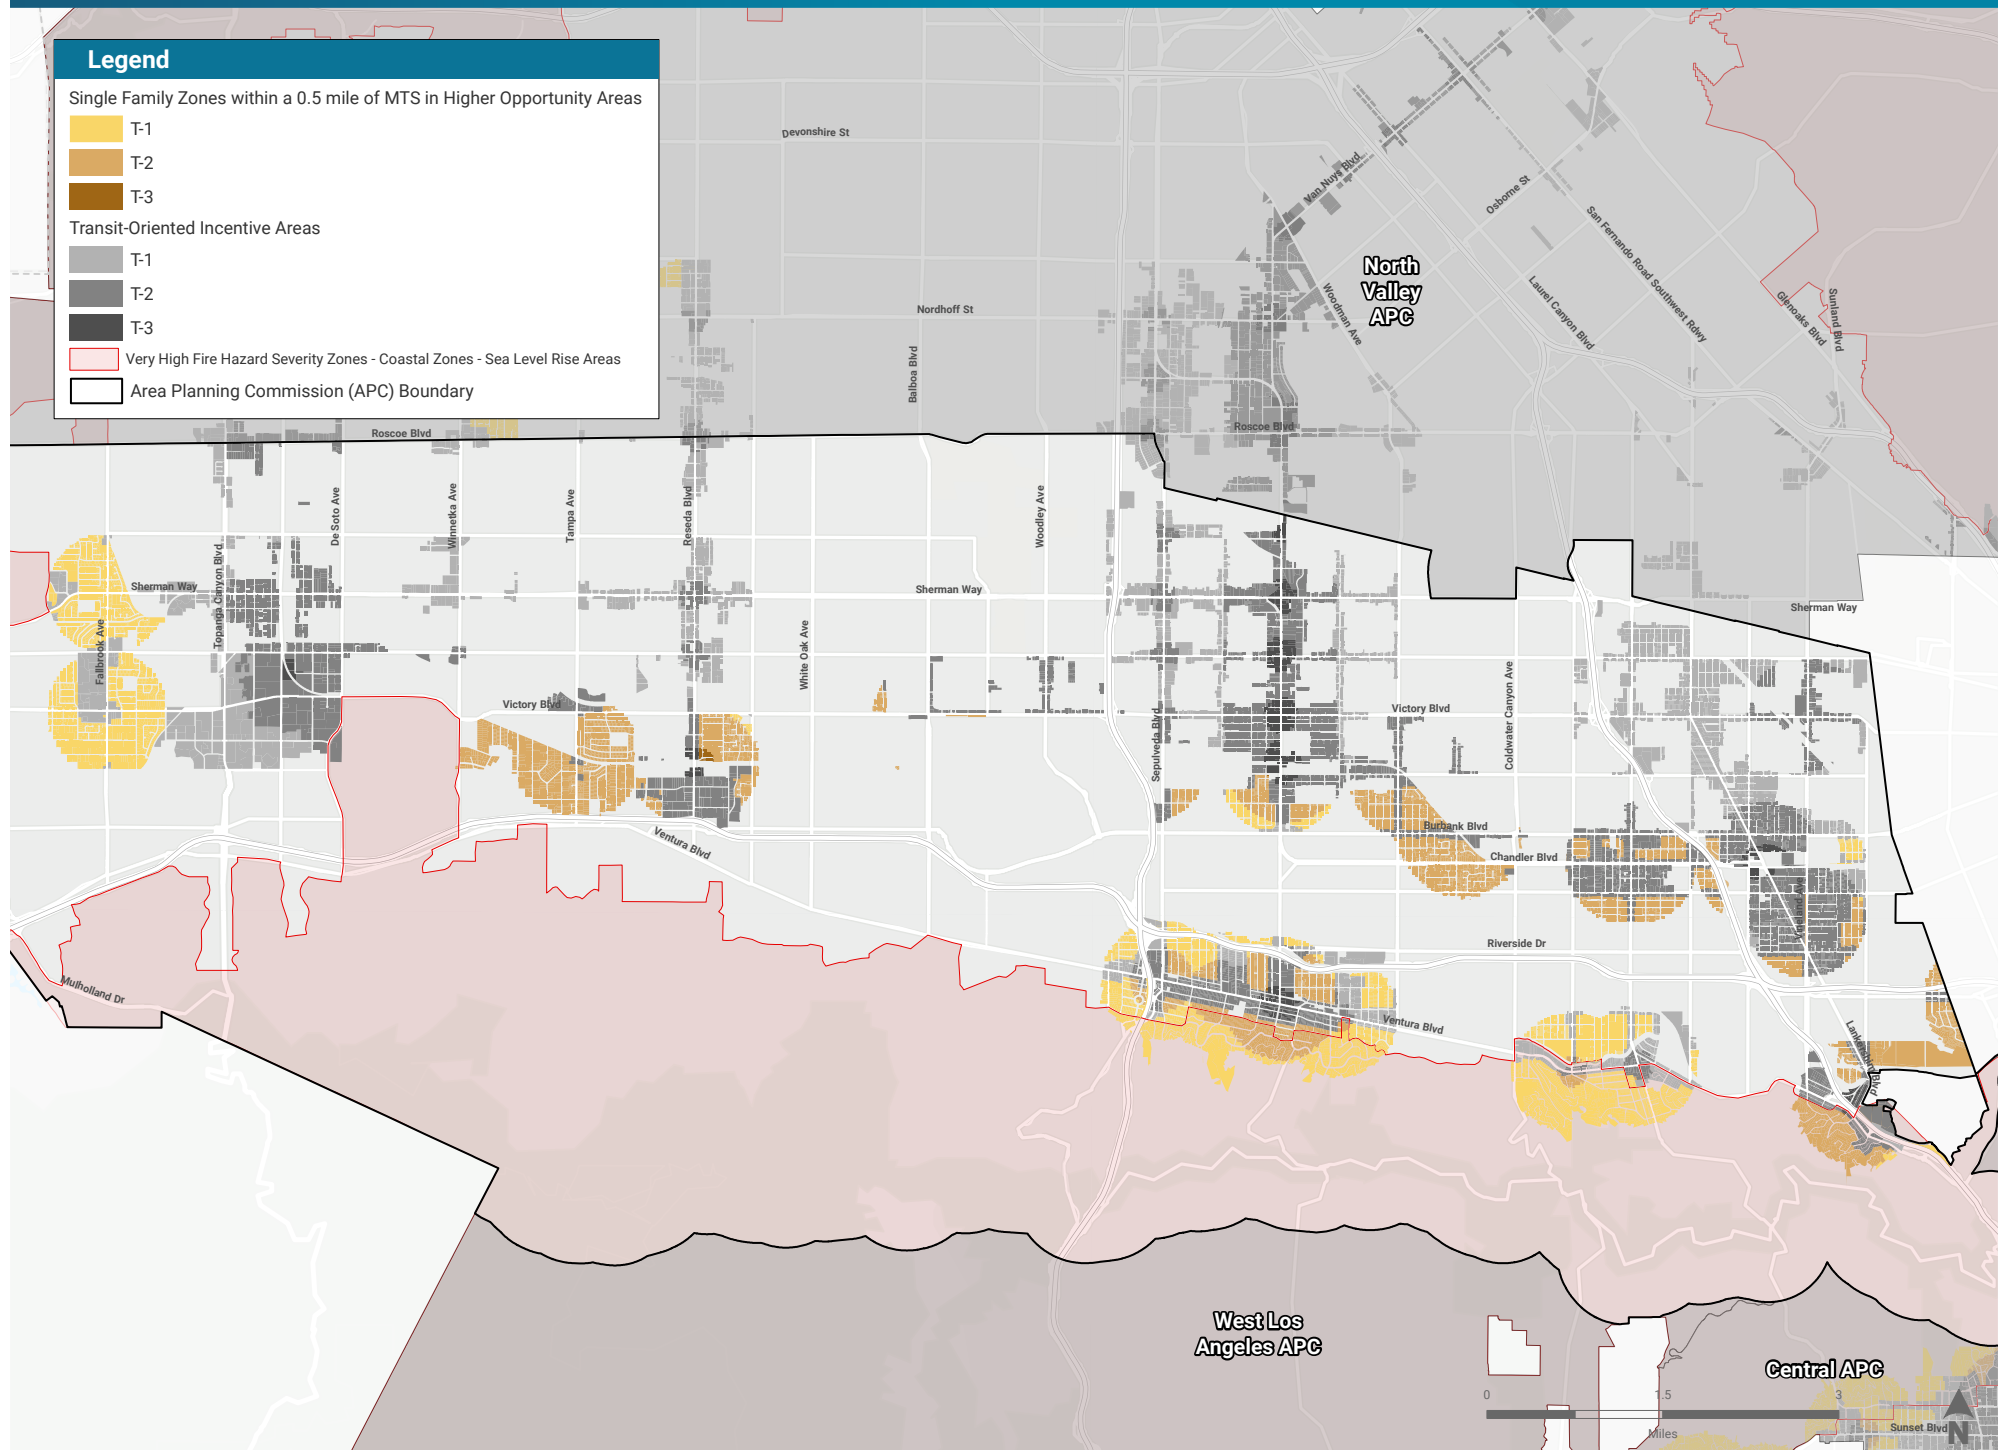 Legend
Single Family Zones within a 0.5 mile of MTS in Higher Opportunity Areas
T-1
T-2
T-3
Transit-Oriented Incentive Areas
T-1
T-2
T-3
Very High Fire Hazard Severity Zones - Coastal Zones - Sea Level Rise Areas
Area Planning Commission (APC) Boundary
Devonshire St
Van Nuys Blvd
Osborne St
San Fernando Road Southwest Rdwy
North
Valley
APC
Nordhoff St
Woodman Ave
Laurel Canyon Blvd
Glenoaks Blvd
Sunland Blvd
Balboa Blvd
Roscoe Blvd
Roscoe Blvd
De Soto Ave
Winnetka Ave
Tampa Ave
Reseda Blvd
Woodley Ave
Topanga Canyon Blvd
Sherman Way
Sherman Way
Sherman Way
Fallbrook Ave
White Oak Ave
Coldwater Canyon Ave
Victory Blvd
Victory Blvd
Sepulveda Blvd
Burbank Blvd
Ventura Blvd
Chandler Blvd
Vineland Ave
Riverside Dr
Mulholland Dr
Ventura Blvd
Lankershim Blvd
West Los
Angeles APC
Central APC
0
1.5
3
Miles
Sunset Blvd
N